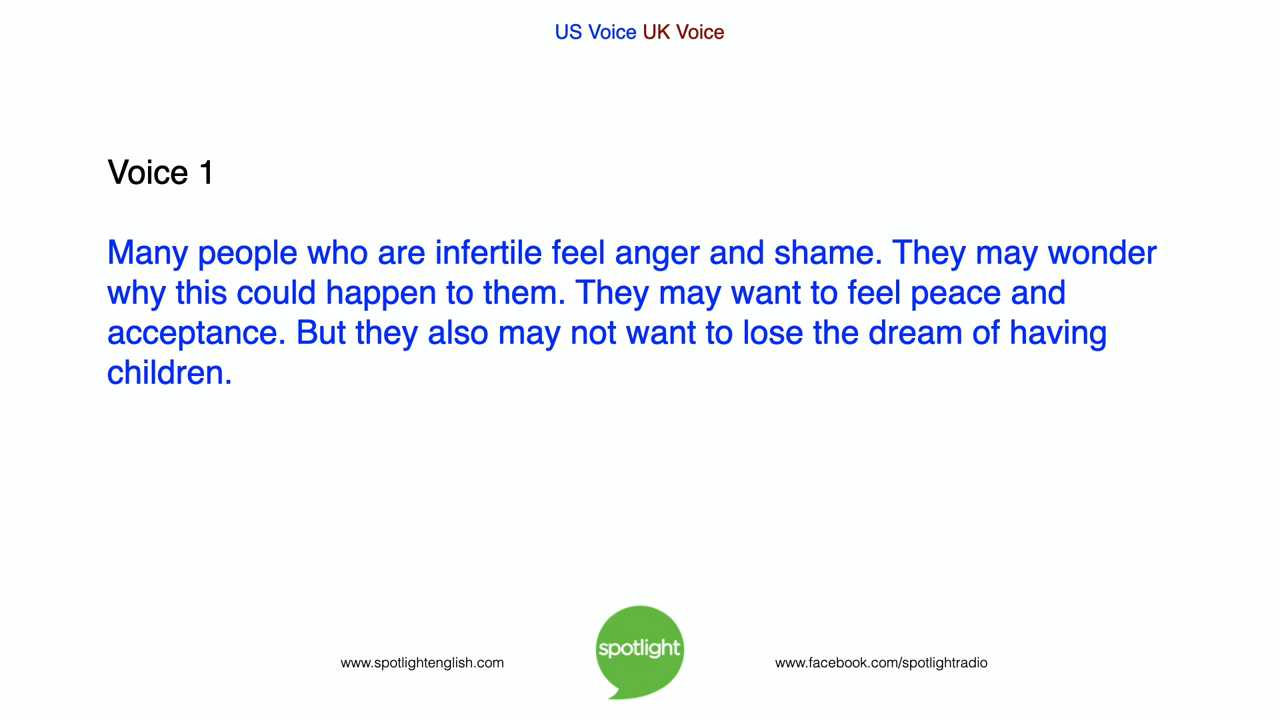 US Voice UK Voice
Voice 1
Many people who are infertile feel anger and shame. They may wonder
why this could happen to them. They may want to feel peace and
acceptance. But they also may not want to lose the dream of having
children.
www.spotlightenglish.com
spotlight
www.facebook.com/spotlightradio